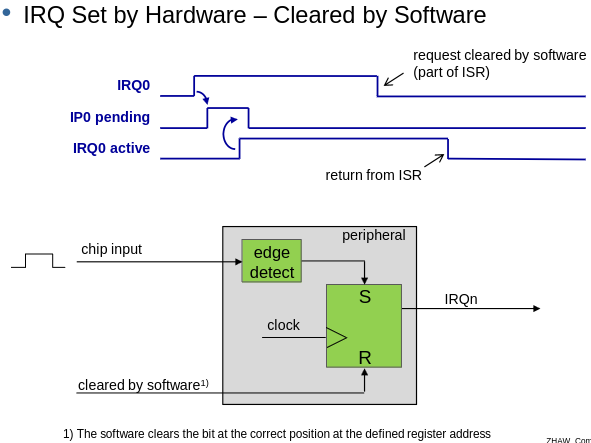 • IRQ Set by Hardware – Cleared by Software
request cleared by software
(part of ISR)
IRQ0
IP0 pending
IRQ0 active
return from ISR
peripheral
chip input
edge
detect
S
IRQn
clock
R
cleared by software1)
1) The software clears the bit at the correct position at the defined register address
ZHAW, Com